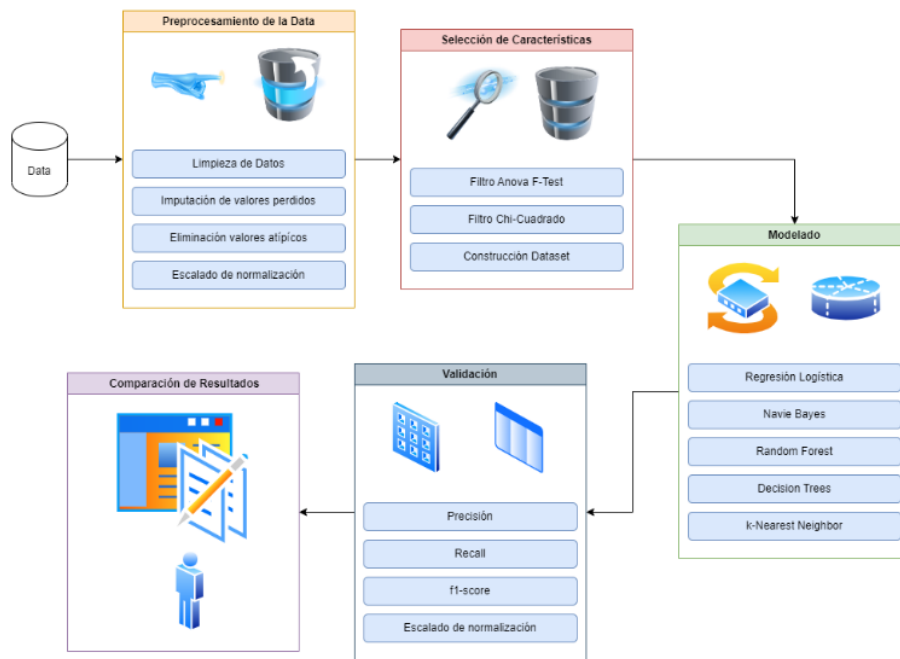 Data
Preprocesamiento de la Data
Limpieza de Datos
Imputación de valores perdidos
Eliminación valores atípicos
Escalado de normalización
Selección de Características
Filtro Anova F-Test
Filtro Chi-Cuadrado
Construcción Dataset
Modelado
Regresión Logística
Navie Bayes
Random Forest
Decision Trees
k-Nearest Neighbor
Validación
Precisión
Recall
f1-score
Escalado de normalización
Comparación de Resultados